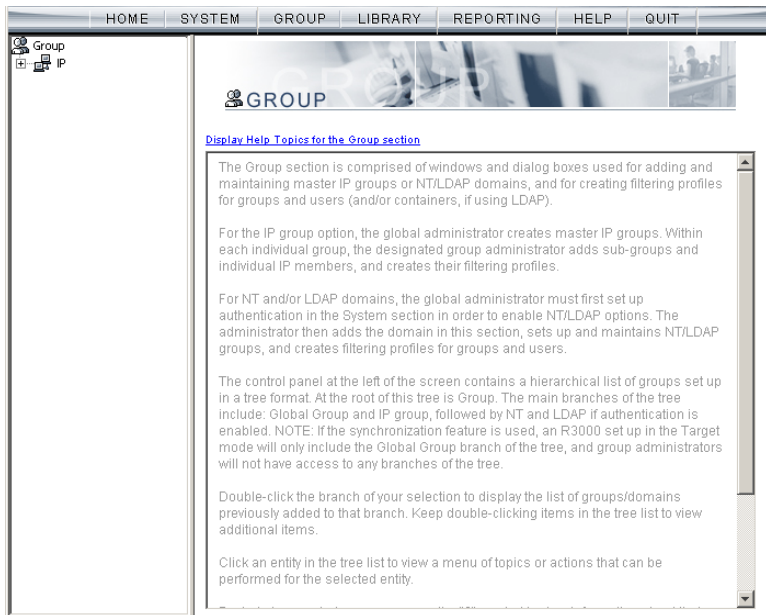 HOME SYSTEM GROUP LIBRARY REPORTING HELP QUIT
Group
IP
GROUP
GROUP
Display Help Topics for the Group section
The Group section is comprised of windows and dialog boxes used for adding and
maintaining master IP groups or NT/LDAP domains, and for creating filtering profiles
for groups and users (and/or containers, if using LDAP).
For the IP group option, the global administrator creates master IP groups. Within
each individual group, the designated group administrator adds sub-groups and
individual IP members, and creates their filtering profiles.
For NT and/or LDAP domains, the global administrator must first set up
authentication in the System section in order to enable NT/LDAP options. The
administrator then adds the domain in this section, sets up and maintains NT/LDAP
groups, and creates filtering profiles for groups and users.
The control panel at the left of the screen contains a hierarchical list of groups set up
in a tree format. At the root of this tree is Group. The main branches of the tree
include: Global Group and IP group, followed by NT and LDAP if authentication is
enabled. NOTE: If the synchronization feature is used, an R3000 set up in the Target
mode will only include the Global Group branch of the tree, and group administrators
will not have access to any branches of the tree.
Double-click the branch of your selection to display the list of groups/domains
previously added to that branch. Keep double-clicking items in the tree list to view
additional items.
Click an entity in the tree list to view a menu of topics or actions that can be
performed for the selected entity.